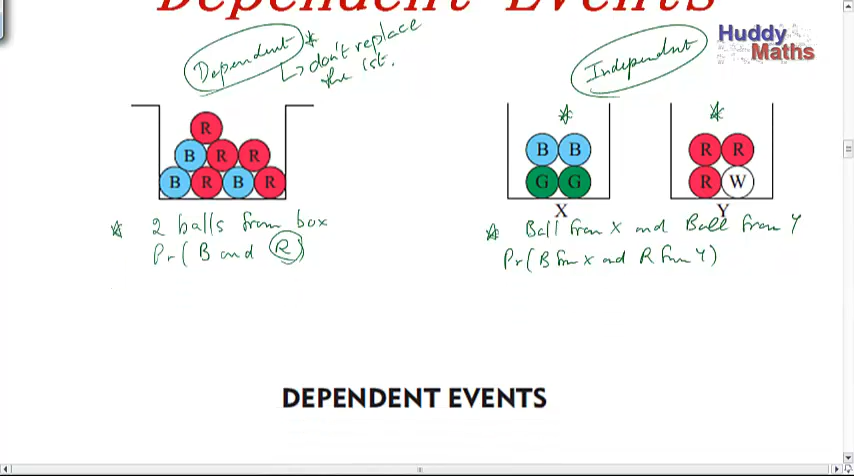 Dependent Events
Huddy
Maths
Dependent *
↳ don't replace
the 1st.
Independent
R
B R R
B R B R
* *
B B
G G
R R
R W
X
Y
* 2 balls from box
Pr( B and R )
* Ball from X and Ball from Y
Pr( B from X and R from Y )
DEPENDENT EVENTS